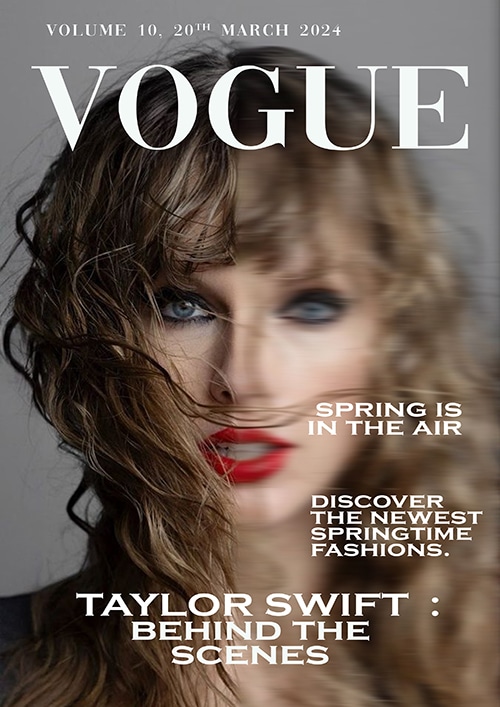 VOLUME 10, 20TH MARCH 2024
VOGUE
SPRING IS
IN THE AIR
DISCOVER
THE NEWEST
SPRINGTIME
FASHIONS.
TAYLOR SWIFT :
BEHIND THE
SCENES